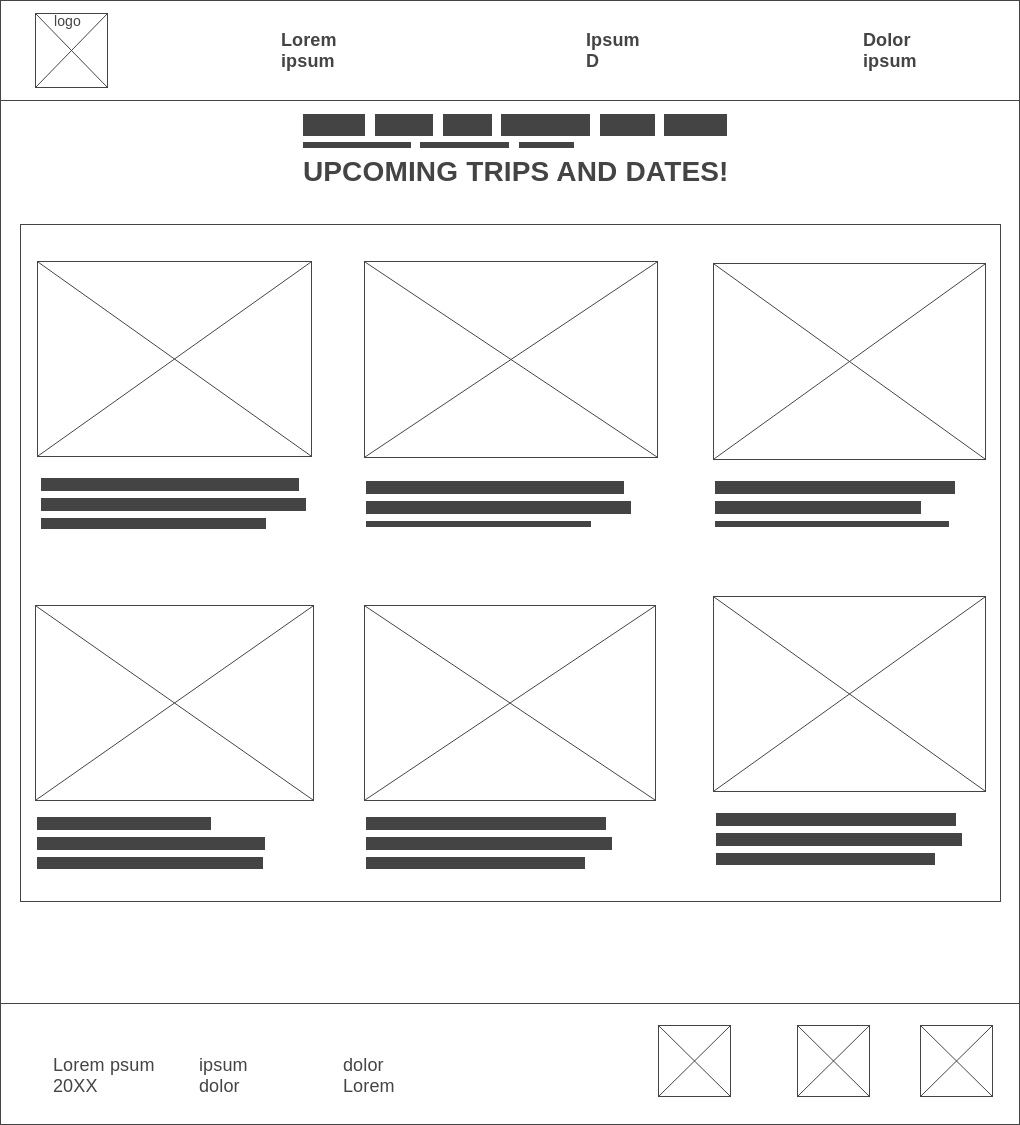 logo
Lorem
ipsum
Ipsum
D
Dolor
ipsum
UPCOMING TRIPS AND DATES!
Lorem psum
20XX
ipsum
dolor
dolor
Lorem